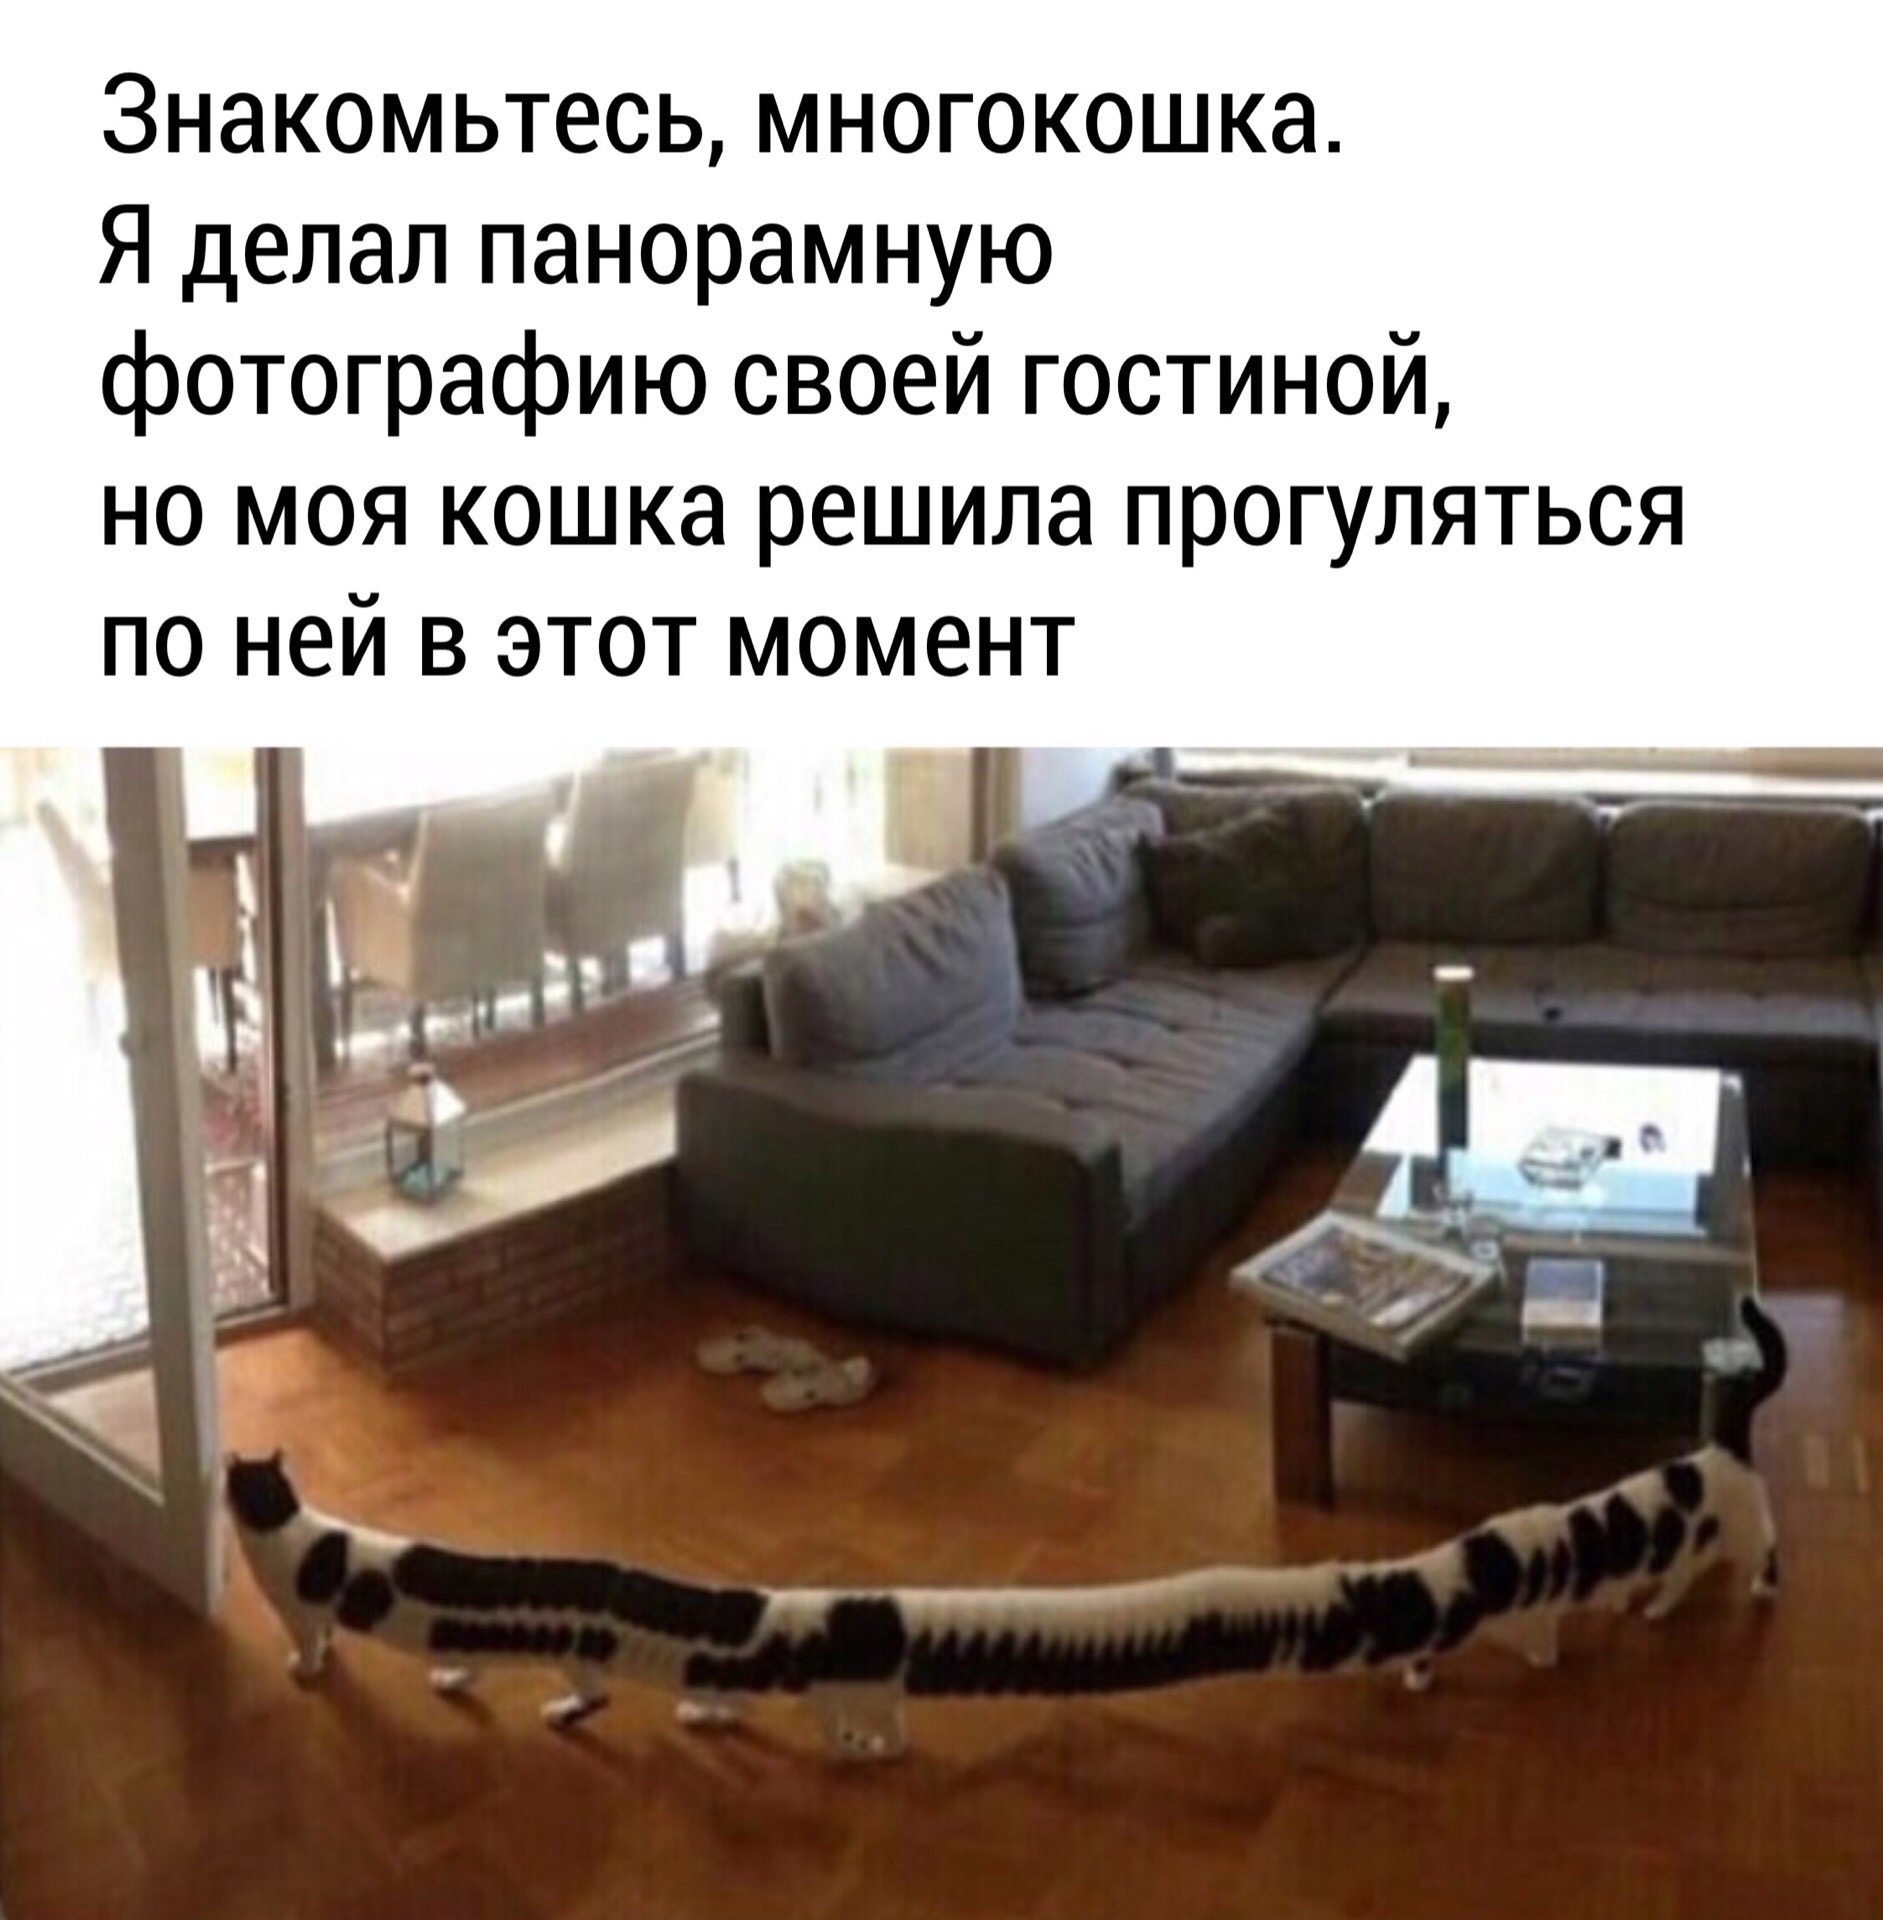 Знакомьтесь, многокошка.
Я делал панорамную
фотографию своей гостиной,
но моя кошка решила прогуляться
по ней в этот момент